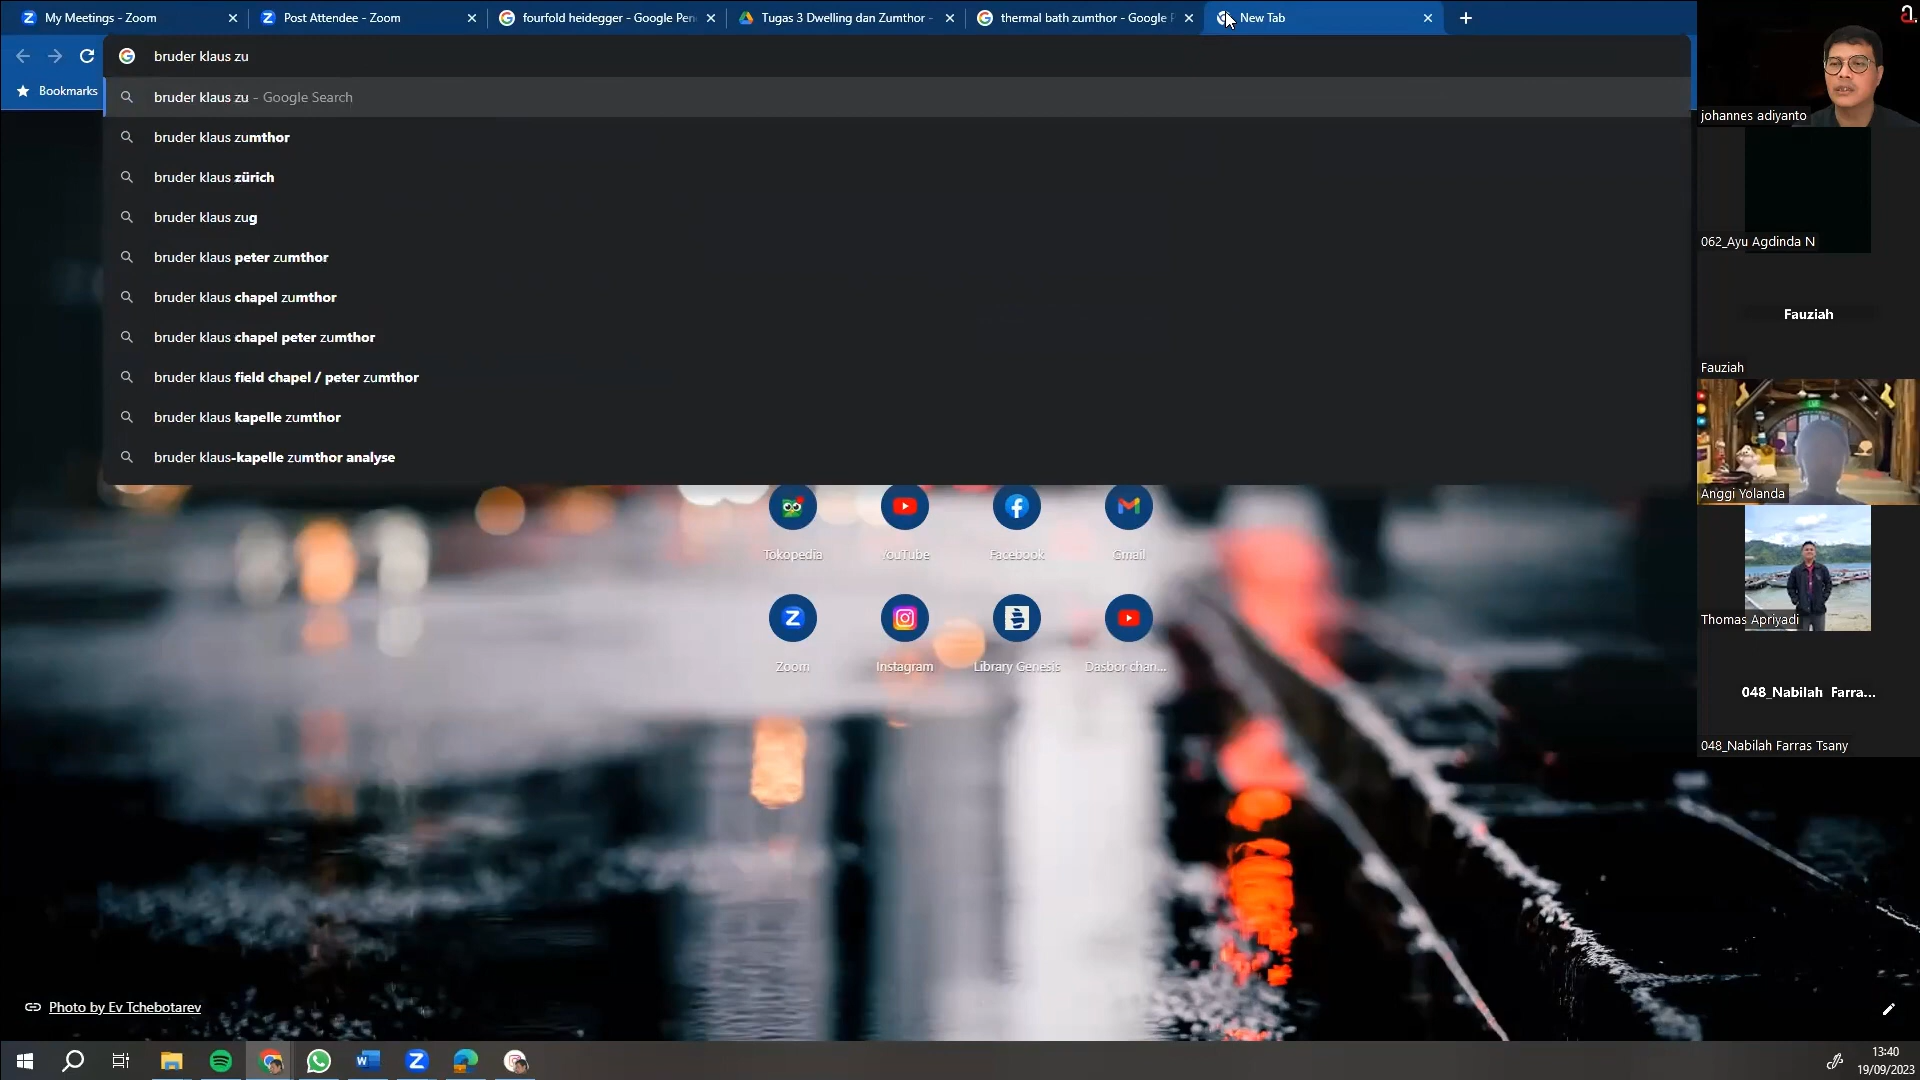 My Meetings - Zoom
Post Attendee - Zoom
fourfold heidegger - Google Pen
Tugas 3 Dwelling dan Zumthor -
thermal bath zumthor - Google P
New Tab
bruder klaus zu
Bookmarks
bruder klaus zu - Google Search
bruder klaus zumthor
bruder klaus zürich
bruder klaus zug
bruder klaus peter zumthor
bruder klaus chapel zumthor
bruder klaus chapel peter zumthor
bruder klaus field chapel / peter zumthor
bruder klaus kapelle zumthor
bruder klaus-kapelle zumthor analyse
Tokopedia
YouTube
Facebook
Gmail
Zoom
Instagram
Library Genesis
Dasbor chan...
Photo by Ev Tchebotarev
johannes adiyanto
062_Ayu Agdinda N
Fauziah
Fauziah
Anggi Yolanda
Thomas Apriyadi
048_Nabilah Farra...
048_Nabilah Farras Tsany
13:40
19/09/2023